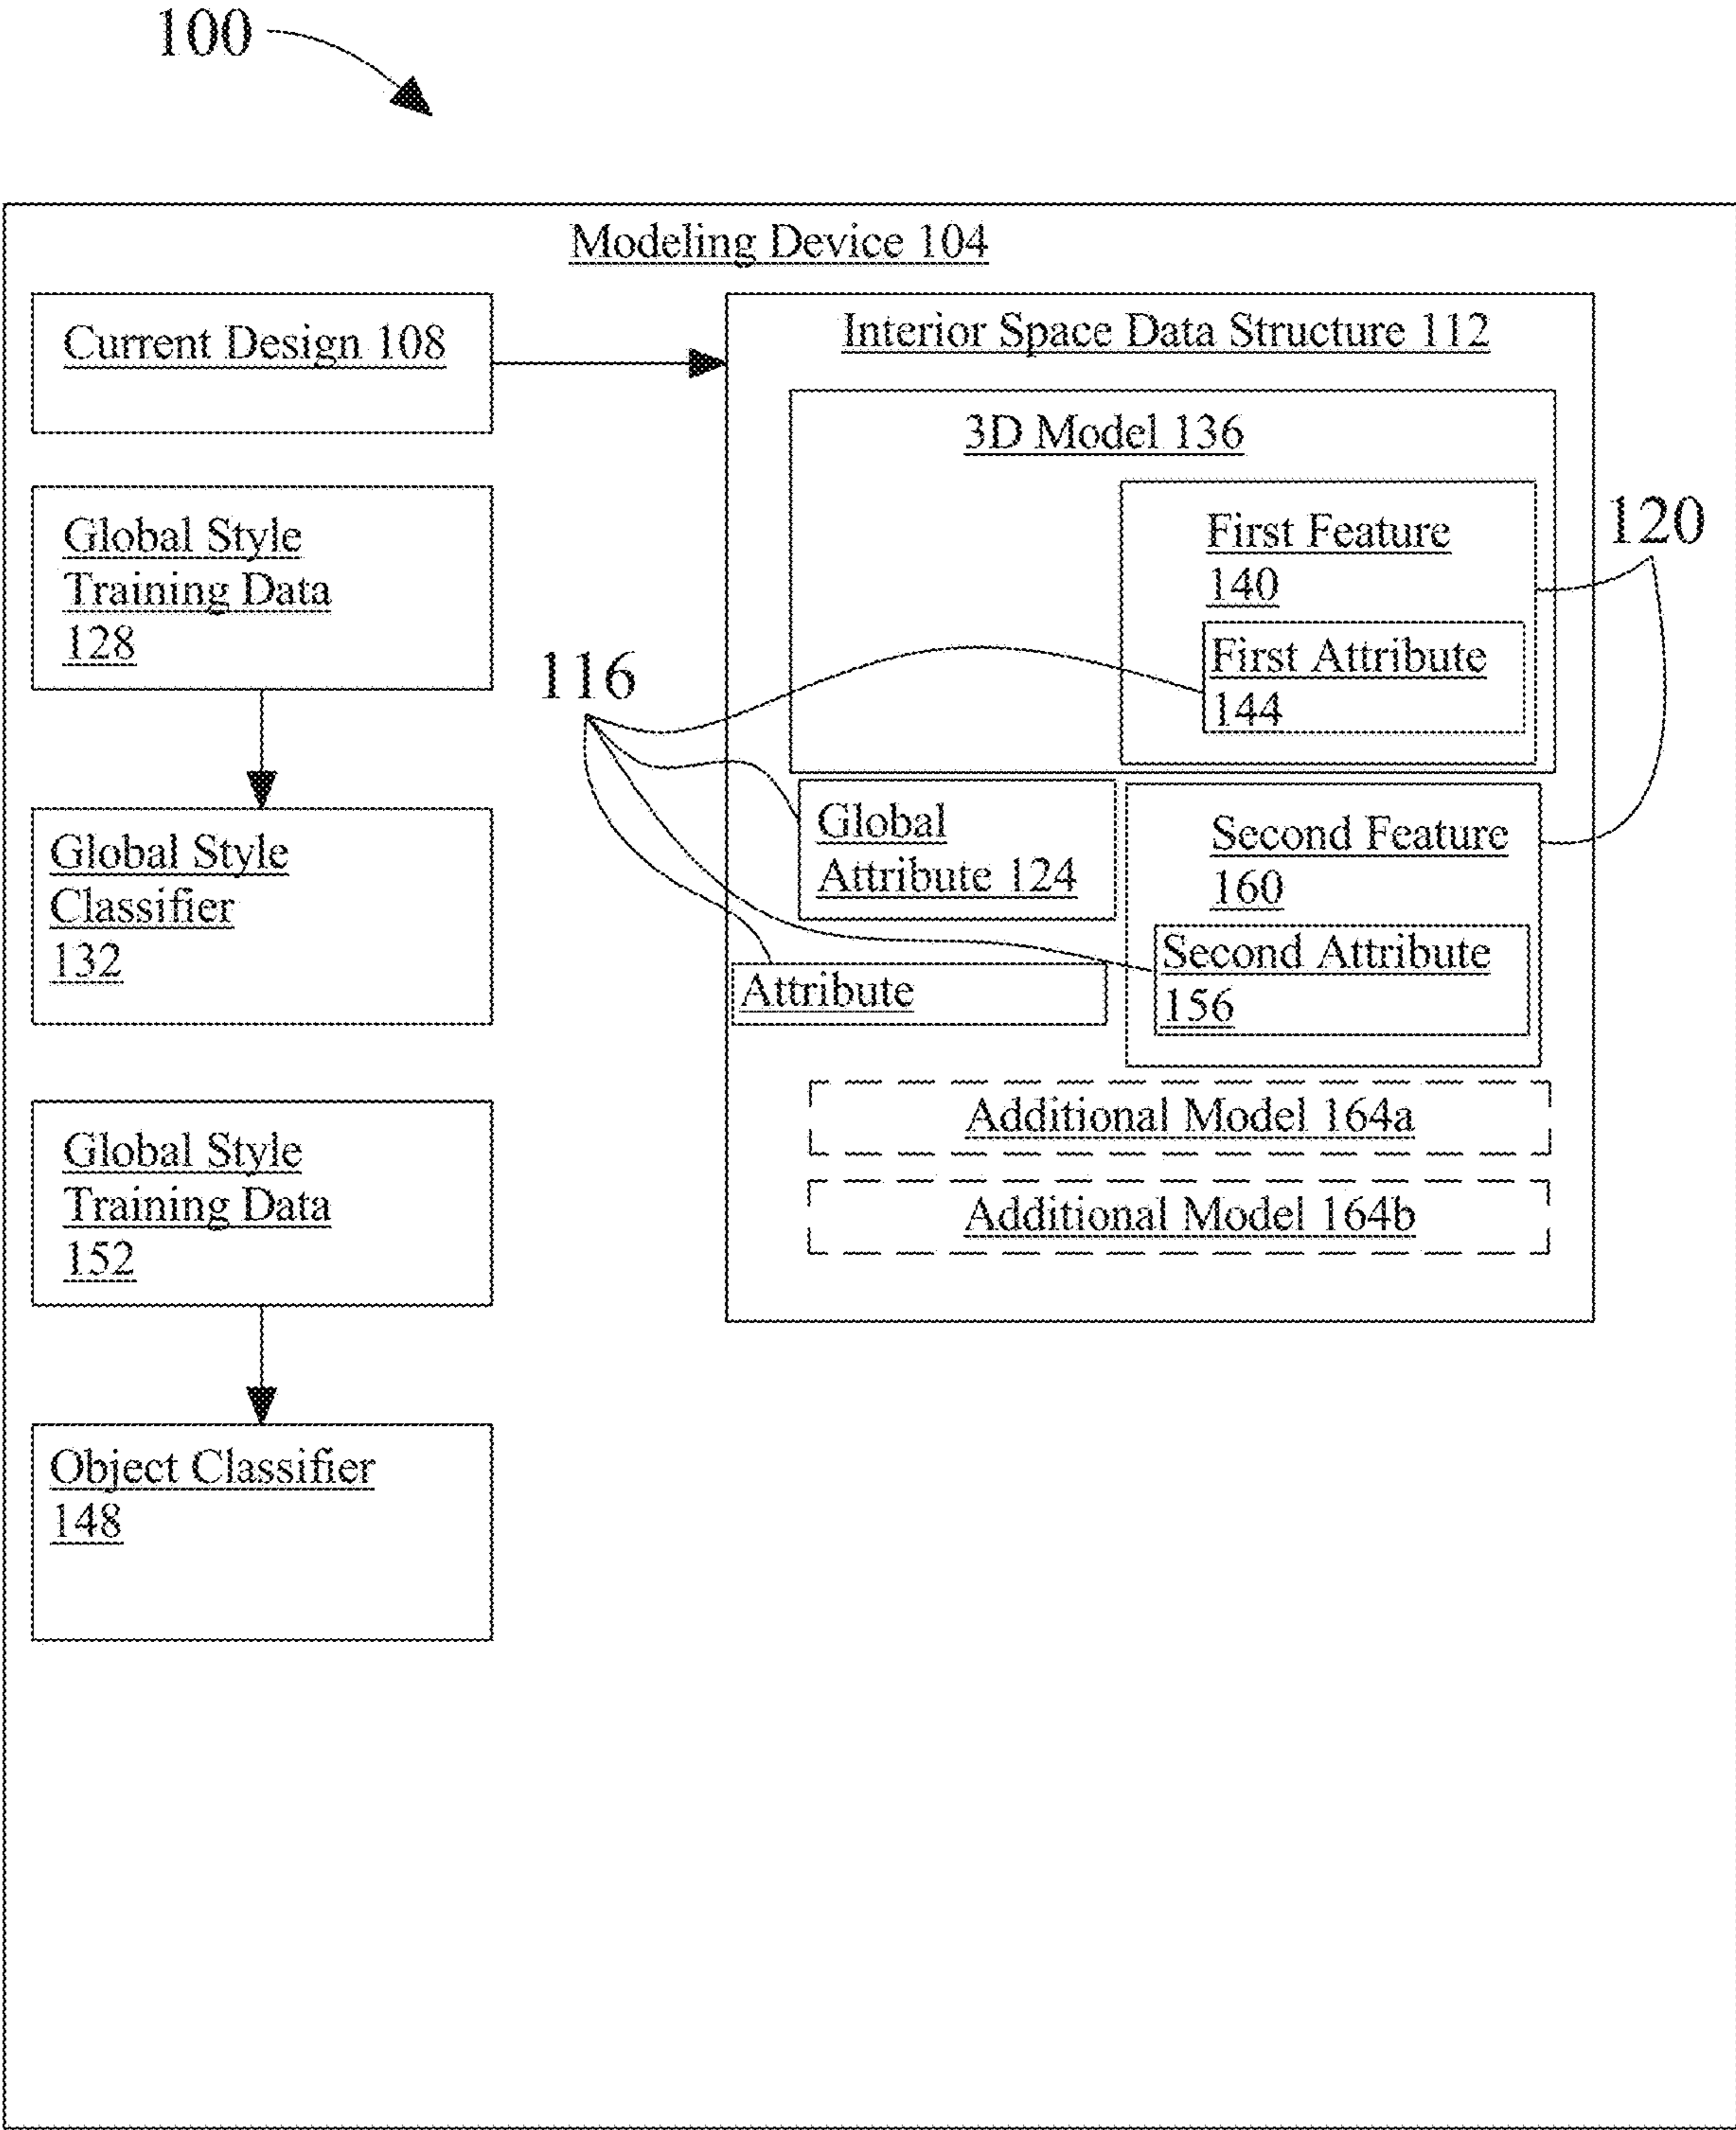 100
Modeling Device 104
Current Design 108
Global Style
Training Data
128
Global Style
Classifier
132
Global Style
Training Data
152
Object Classifier
148
Interior Space Data Structure 112
3D Model 136
First Feature
140
First Attribute
144
120
116
Global
Attribute 124
Second Feature
160
Second Attribute
156
Attribute
Additional Model 164a
Additional Model 164b